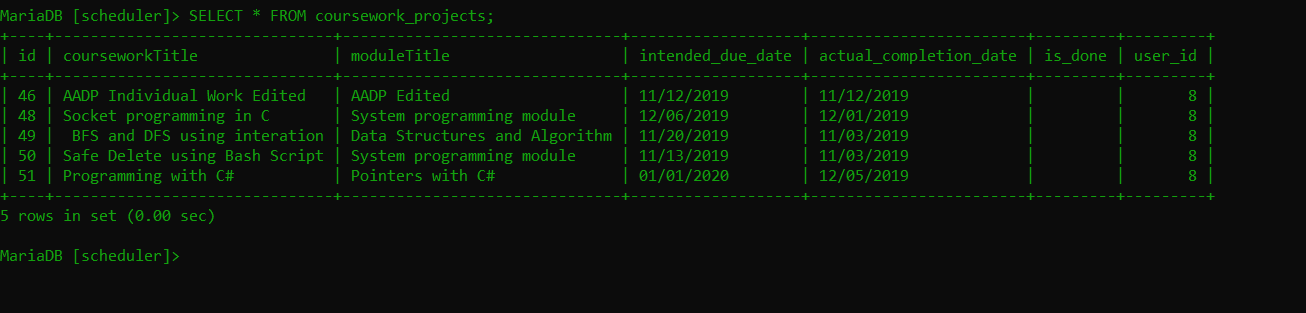 MariaDB [scheduler]> SELECT * FROM coursework_projects;
+----+-------------------------------+-------------------------------+-------------------+------------------------+---------+---------+
| id | courseworkTitle               | moduleTitle                   | intended_due_date | actual_completion_date | is_done | user_id |
+----+-------------------------------+-------------------------------+-------------------+------------------------+---------+---------+
| 46 | AADP Individual Work Edited   | AADP Edited                   | 11/12/2019        | 11/12/2019             |         |       8 |
| 48 | Socket programming in C       | System programming module     | 12/06/2019        | 12/01/2019             |         |       8 |
| 49 |  BFS and DFS using interation | Data Structures and Algorithm | 11/20/2019        | 11/03/2019             |         |       8 |
| 50 | Safe Delete using Bash Script | System programming module     | 11/13/2019        | 11/03/2019             |         |       8 |
| 51 | Programming with C#           | Pointers with C#              | 01/01/2020        | 12/05/2019             |         |       8 |
+----+-------------------------------+-------------------------------+-------------------+------------------------+---------+---------+
5 rows in set (0.00 sec)
MariaDB [scheduler]>